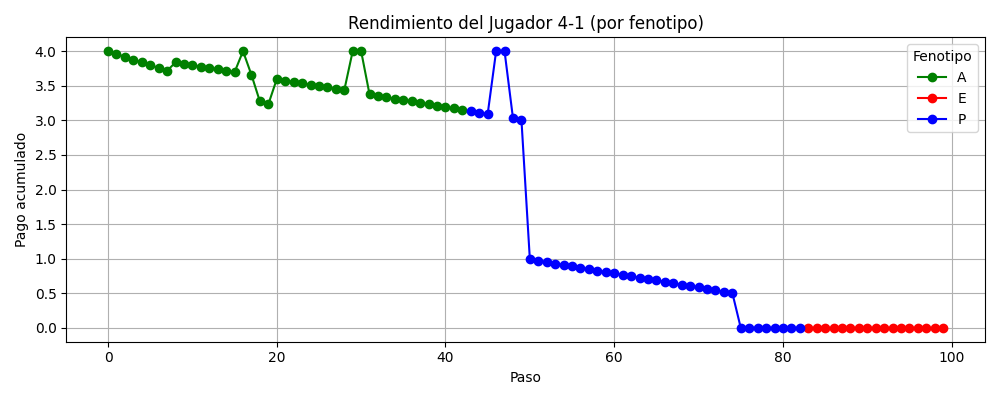 Rendimiento del Jugador 4-1 (por fenotipo)
Pago acumulado
4.0
3.5
3.0
2.5
2.0
1.5
1.0
0.5
0.0
Fenotipo
A
E
P
0 20 40 60 80 100
Paso